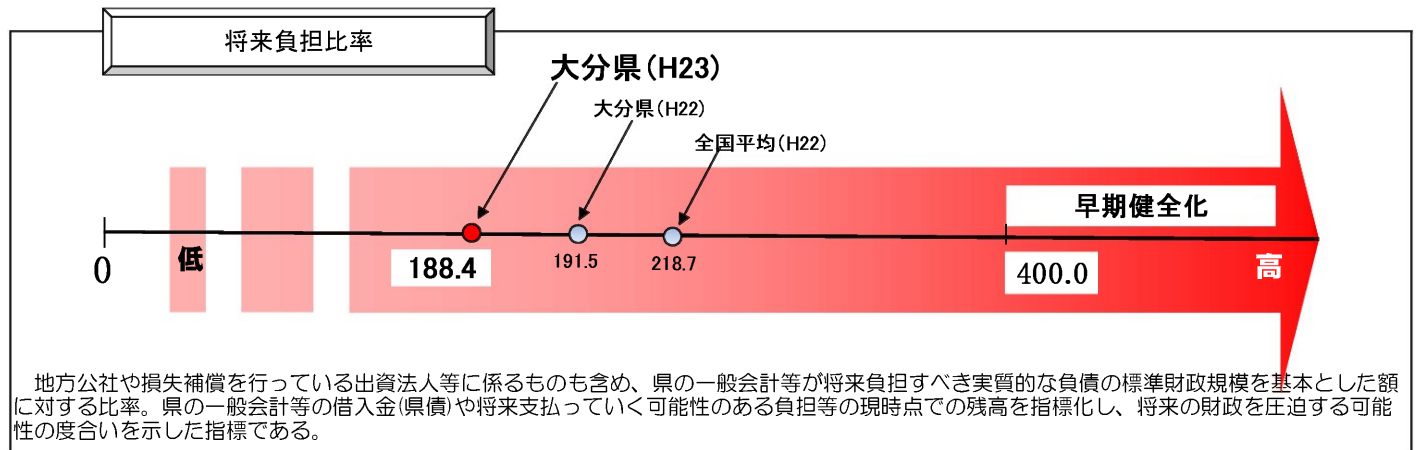 将来負担比率
大分県(H23)
大分県(H22)
全国平均(H22)
早期健全化
0
低
188.4
191.5
218.7
400.0
高
地方公社や損失補償を行っている出資法人等に係るものも含め、県の一般会計等が将来負担すべき実質的な負債の標準財政規模を基本とした額
に対する比率。県の一般会計等の借入金(県債)や将来支払っていく可能性のある負担等の現時点での残高を指標化し、将来の財政を圧迫する可能
性の度合いを示した指標である。